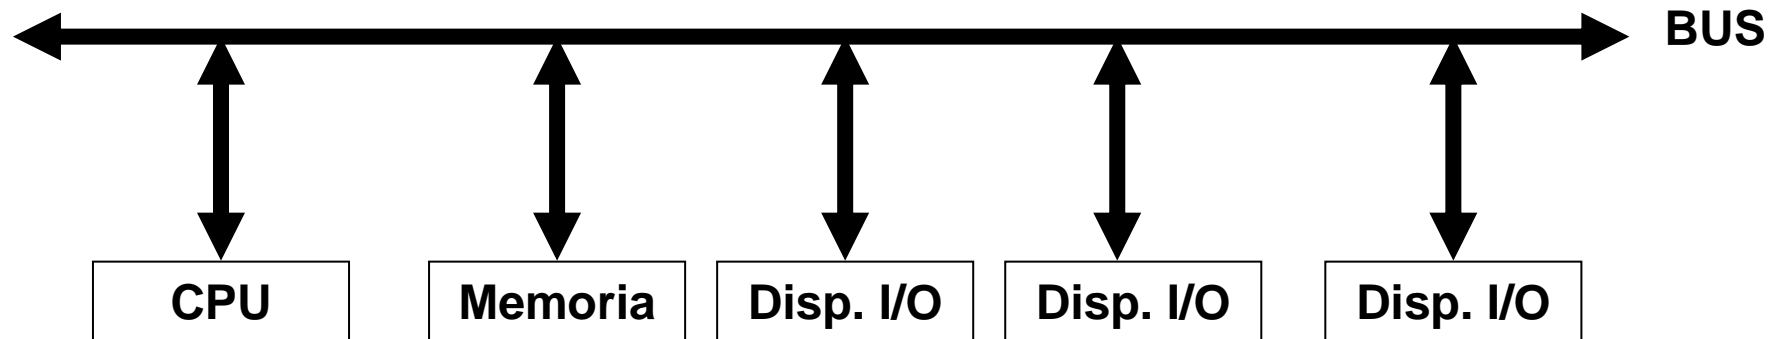 BUS
CPU
Memoria
Disp. I/O
Disp. I/O
Disp. I/O